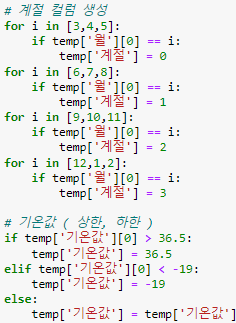 # 계절 컬럼 생성
for i in [3,4,5]:
    if temp['월'][0] == i:
        temp['계절'] = 0
for i in [6,7,8]:
    if temp['월'][0] == i:
        temp['계절'] = 1
for i in [9,10,11]:
    if temp['월'][0] == i:
        temp['계절'] = 2
for i in [12,1,2]:
    if temp['월'][0] == i:
        temp['계절'] = 3

# 기온값 ( 상한, 하한 )
if temp['기온값'][0] > 36.5:
    temp['기온값'] = 36.5
elif temp['기온값'][0] < -19:
    temp['기온값'] = -19
else:
    temp['기온값'] = temp['기온값']